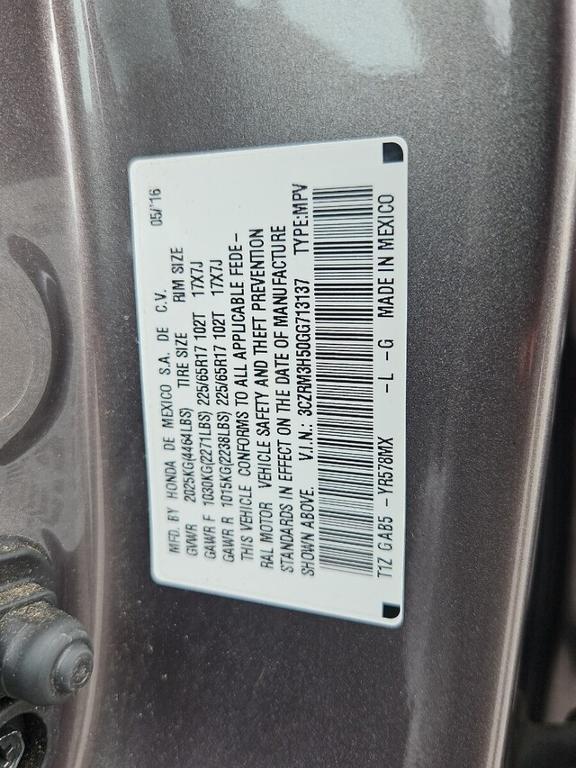 MFD. BY HONDA DE MEXICO S.A. DE C.V. 05/'16
GVWR 2025KG(4464LBS) TIRE SIZE RIM SIZE
GAWR F 1030KG(2271LBS) 225/65R17 102T 17X7J
GAWR R 1015KG(2238LBS) 225/65R17 102T 17X7J
THIS VEHICLE CONFORMS TO ALL APPLICABLE FEDE-
RAL MOTOR VEHICLE SAFETY AND THEFT PREVENTION
STANDARDS IN EFFECT ON THE DATE OF MANUFACTURE
SHOWN ABOVE. V.I.N.: 3CZRM3H50GG713137 TYPE:MPV
T1Z GAB5 -YR578MX -L -G MADE IN MEXICO